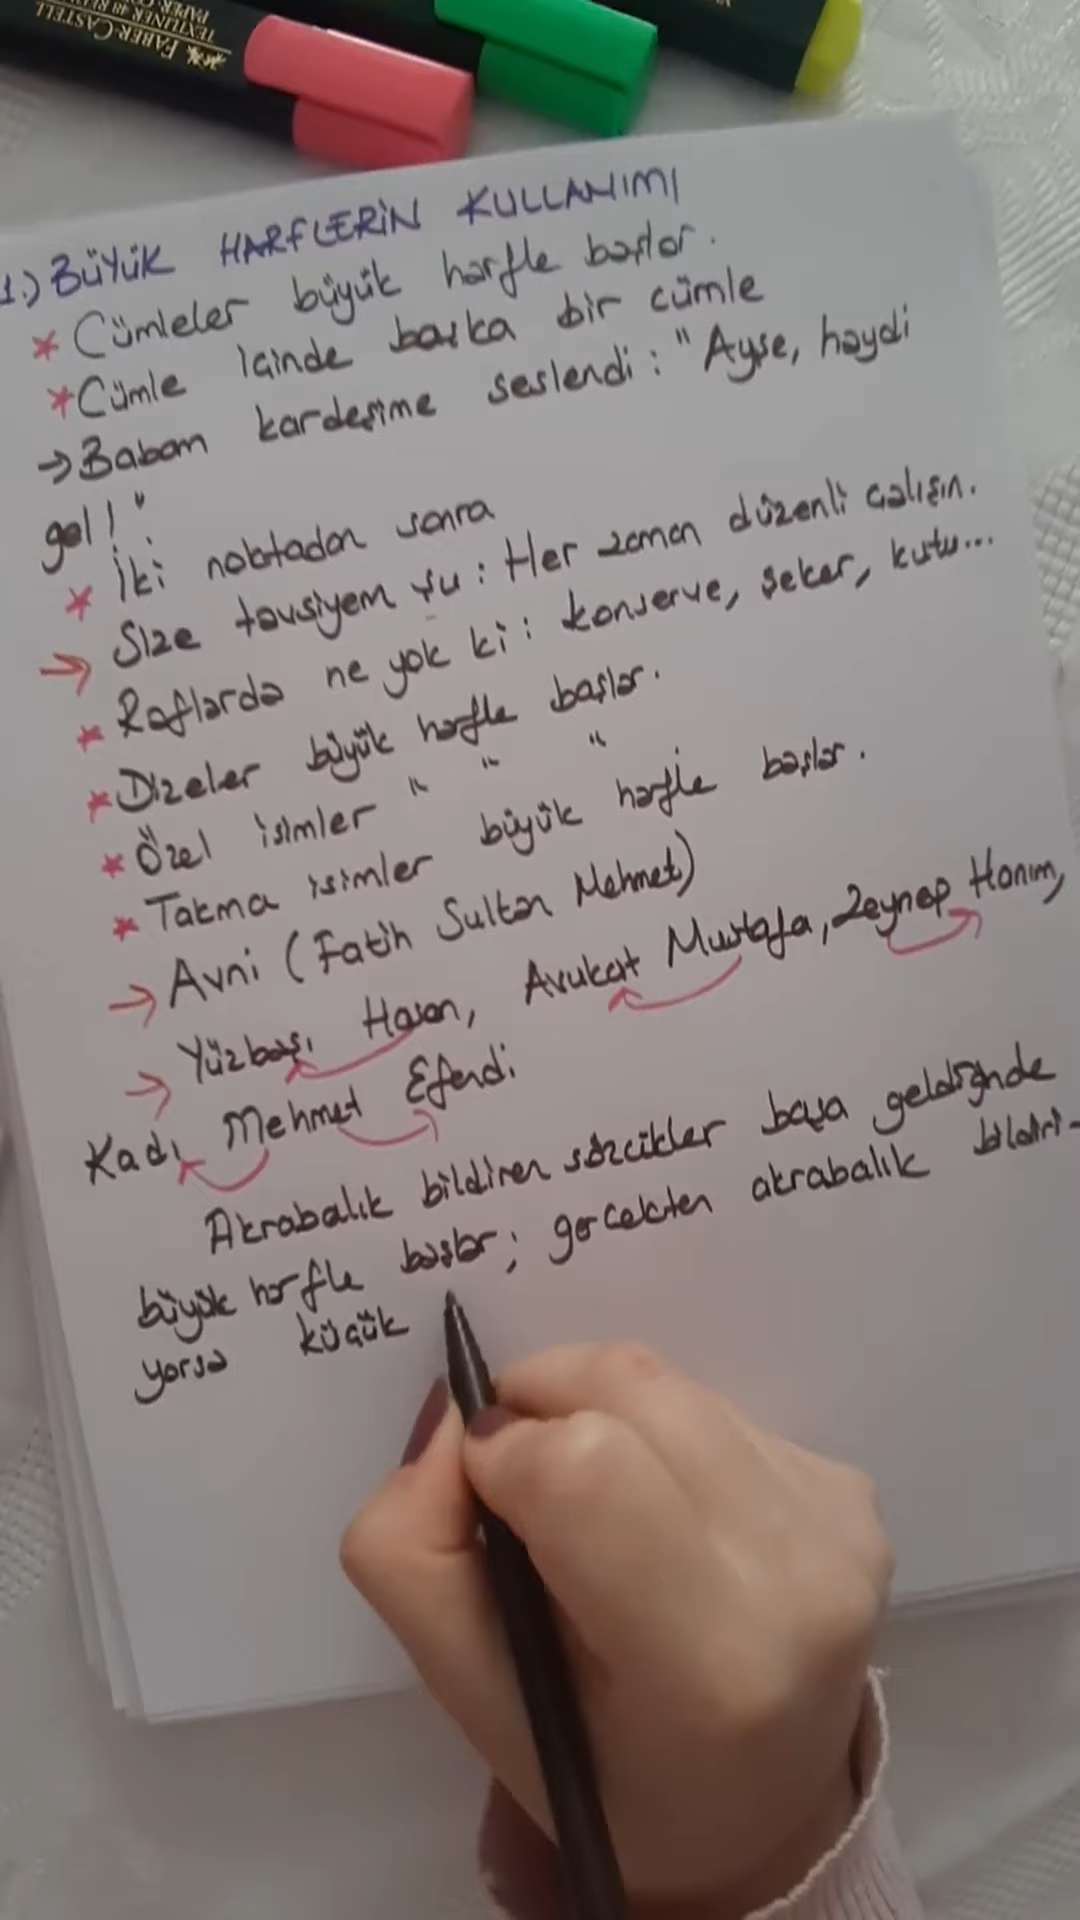 FABER-CASTELL
TEXTLINER
1.) BÜYÜK HARFLERİN KULLANIMI
* Cümleler büyük harfle başlar.
* Cümle içinde başka bir cümle
→ Babam kardeşime seslendi: "Ayşe, haydi
gel!"
* İki noktadan sonra
→ Size tavsiyem şu: Her zaman düzenli çalışın.
* Raflarda ne yok ki: konserve, şeker, kutu...
* Dizeler büyük harfle başlar.
* Özel isimler " " "
* Takma isimler büyük harfle başlar.
→ Avni (Fatih Sultan Mehmet)
→ Yüzbaşı Hasan, Avukat Mustafa, Zeynep Hanım,
Kadı Mehmet Efendi
Akrabalık bildiren sözcükler başa geldiğinde
büyük harfle başlar; gerçekten akrabalık bildiri-
yorsa küçük